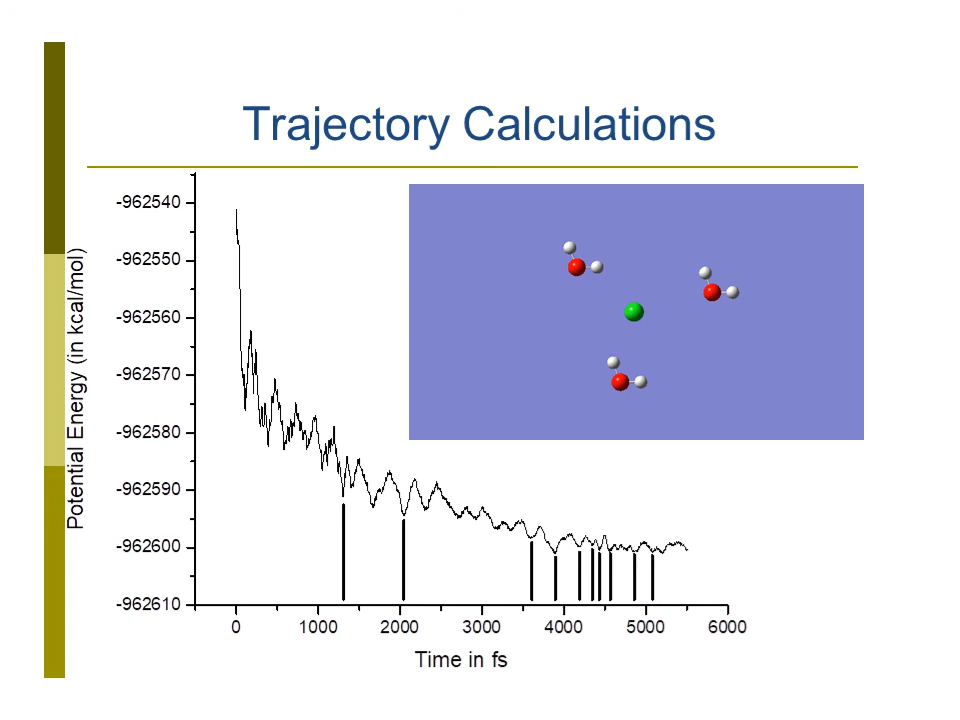 Trajectory Calculations
Potential Energy (in kcal/mol)
-962540
-962550
-962560
-962570
-962580
-962590
-962600
-962610
0 1000 2000 3000 4000 5000 6000
Time in fs